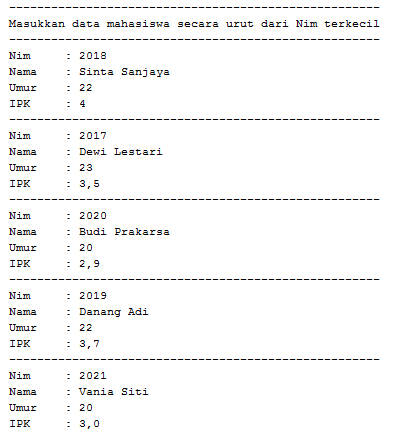 ------------------------------------------------------
Masukkan data mahasiswa secara urut dari Nim terkecil
------------------------------------------------------
Nim     : 2018
Nama    : Sinta Sanjaya
Umur    : 22
IPK     : 4
------------------------------------------------------
Nim     : 2017
Nama    : Dewi Lestari
Umur    : 23
IPK     : 3,5
------------------------------------------------------
Nim     : 2020
Nama    : Budi Prakarsa
Umur    : 20
IPK     : 2,9
------------------------------------------------------
Nim     : 2019
Nama    : Danang Adi
Umur    : 22
IPK     : 3,7
------------------------------------------------------
Nim     : 2021
Nama    : Vania Siti
Umur    : 20
IPK     : 3,0